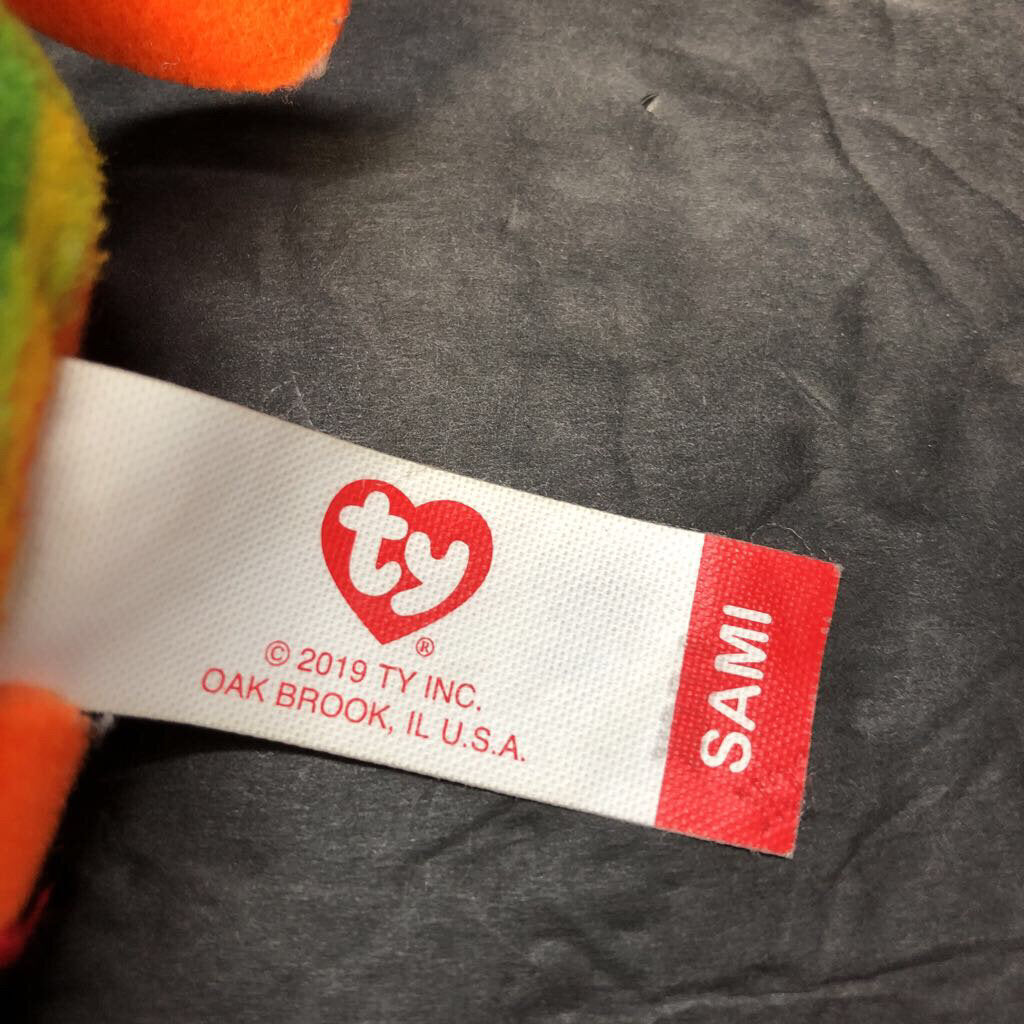 ty
®
© 2019 TY INC.
OAK BROOK, IL U.S.A.
SAMI